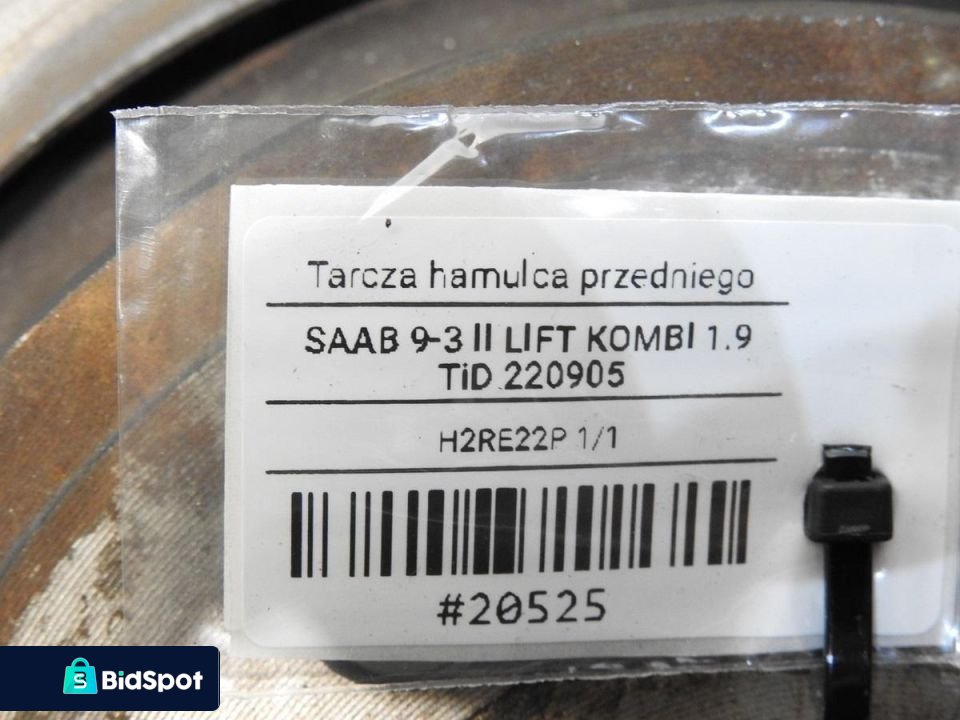 Tarcza hamulca przedniego
SAAB 9-3 II LIFT KOMBI 1.9
TiD 220905
H2RE22P 1/1
#20525
BidSpot